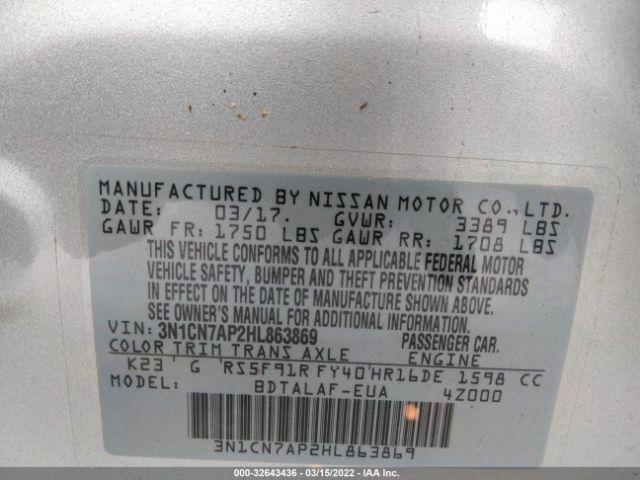 MANUFACTURED BY NISSAN MOTOR CO., LTD.
DATE: 03/17. GVWR: 3389 LBS
GAWR FR: 1750 LBS GAWR RR: 1708 LBS
THIS VEHICLE CONFORMS TO ALL APPLICABLE FEDERAL MOTOR
VEHICLE SAFETY, BUMPER AND THEFT PREVENTION STANDARDS
IN EFFECT ON THE DATE OF MANUFACTURE SHOWN ABOVE.
SEE OWNER'S MANUAL FOR ADDITIONAL INFORMATION.
VIN: 3N1CN7AP2HL863869 PASSENGER CAR.
COLOR TRIM TRANS AXLE ENGINE
K23' G 'RS5F91R FY40'HR16DE 1598 CC
MODEL: BDTALAF-EUA 4Z000
3N1CN7AP2HL863869
000-32643436 - 03/15/2022 - IAA Inc.